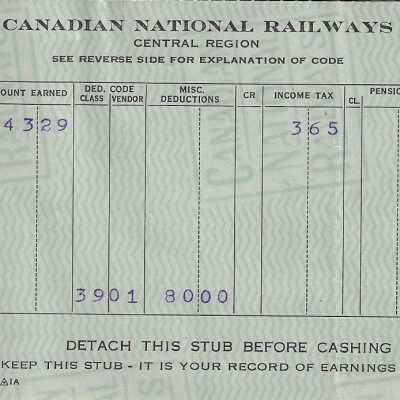 CANADIAN NATIONAL RAILWAYS
CENTRAL REGION
SEE REVERSE SIDE FOR EXPLANATION OF CODE
OUNT EARNED DED. CODE CLASS VENDOR MISC. DEDUCTIONS CR INCOME TAX CL. PENSIO
4329 365
3901 8000
DETACH THIS STUB BEFORE CASHING
KEEP THIS STUB - IT IS YOUR RECORD OF EARNINGS
1A